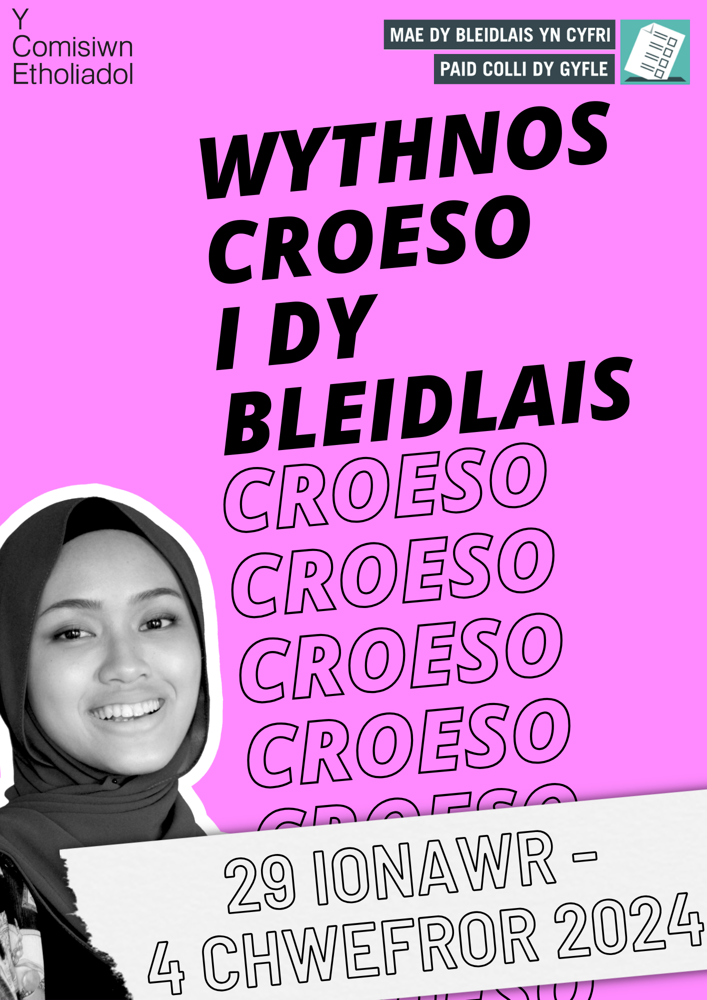 Y
Comisiwn
Etholiadol
MAE DY BLEIDLAIS YN CYFRI
PAID COLLI DY GYFLE
WYTHNOS
CROESO
I DY
BLEIDLAIS
CROESO
CROESO
CROESO
CROESO
CROESO
29 IONAWR -
4 CHWEFROR 2024